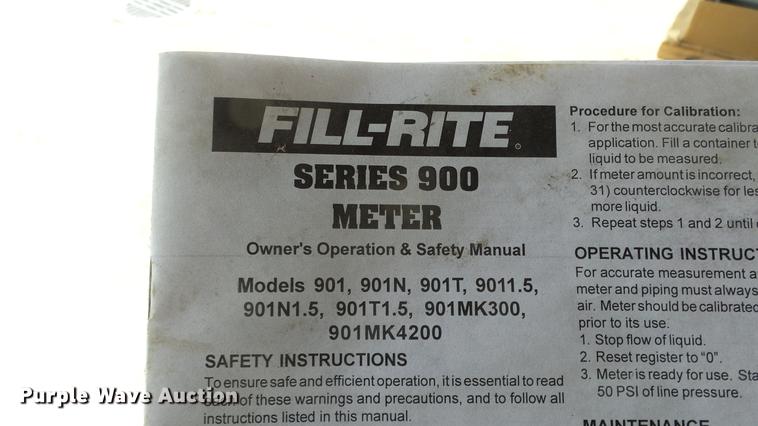 FILL-RITE
SERIES 900
METER
Owner's Operation & Safety Manual
Models 901, 901N, 901T, 9011.5,
901N1.5, 901T1.5, 901MK300,
901MK4200
SAFETY INSTRUCTIONS
To ensure safe and efficient operation, it is essential to read
each of these warnings and precautions, and to follow all
instructions listed in this manual.
Procedure for Calibration:
1. For the most accurate calibra
application. Fill a container t
liquid to be measured.
2. If meter amount is incorrect,
31) counterclockwise for les
more liquid.
3. Repeat steps 1 and 2 until
OPERATING INSTRUCT
For accurate measurement a
meter and piping must always
air. Meter should be calibrated
prior to its use.
1. Stop flow of liquid.
2. Reset register to "0".
3. Meter is ready for use. Sta
50 PSI of line pressure.
MAINTENANCE
Purple Wave Auction